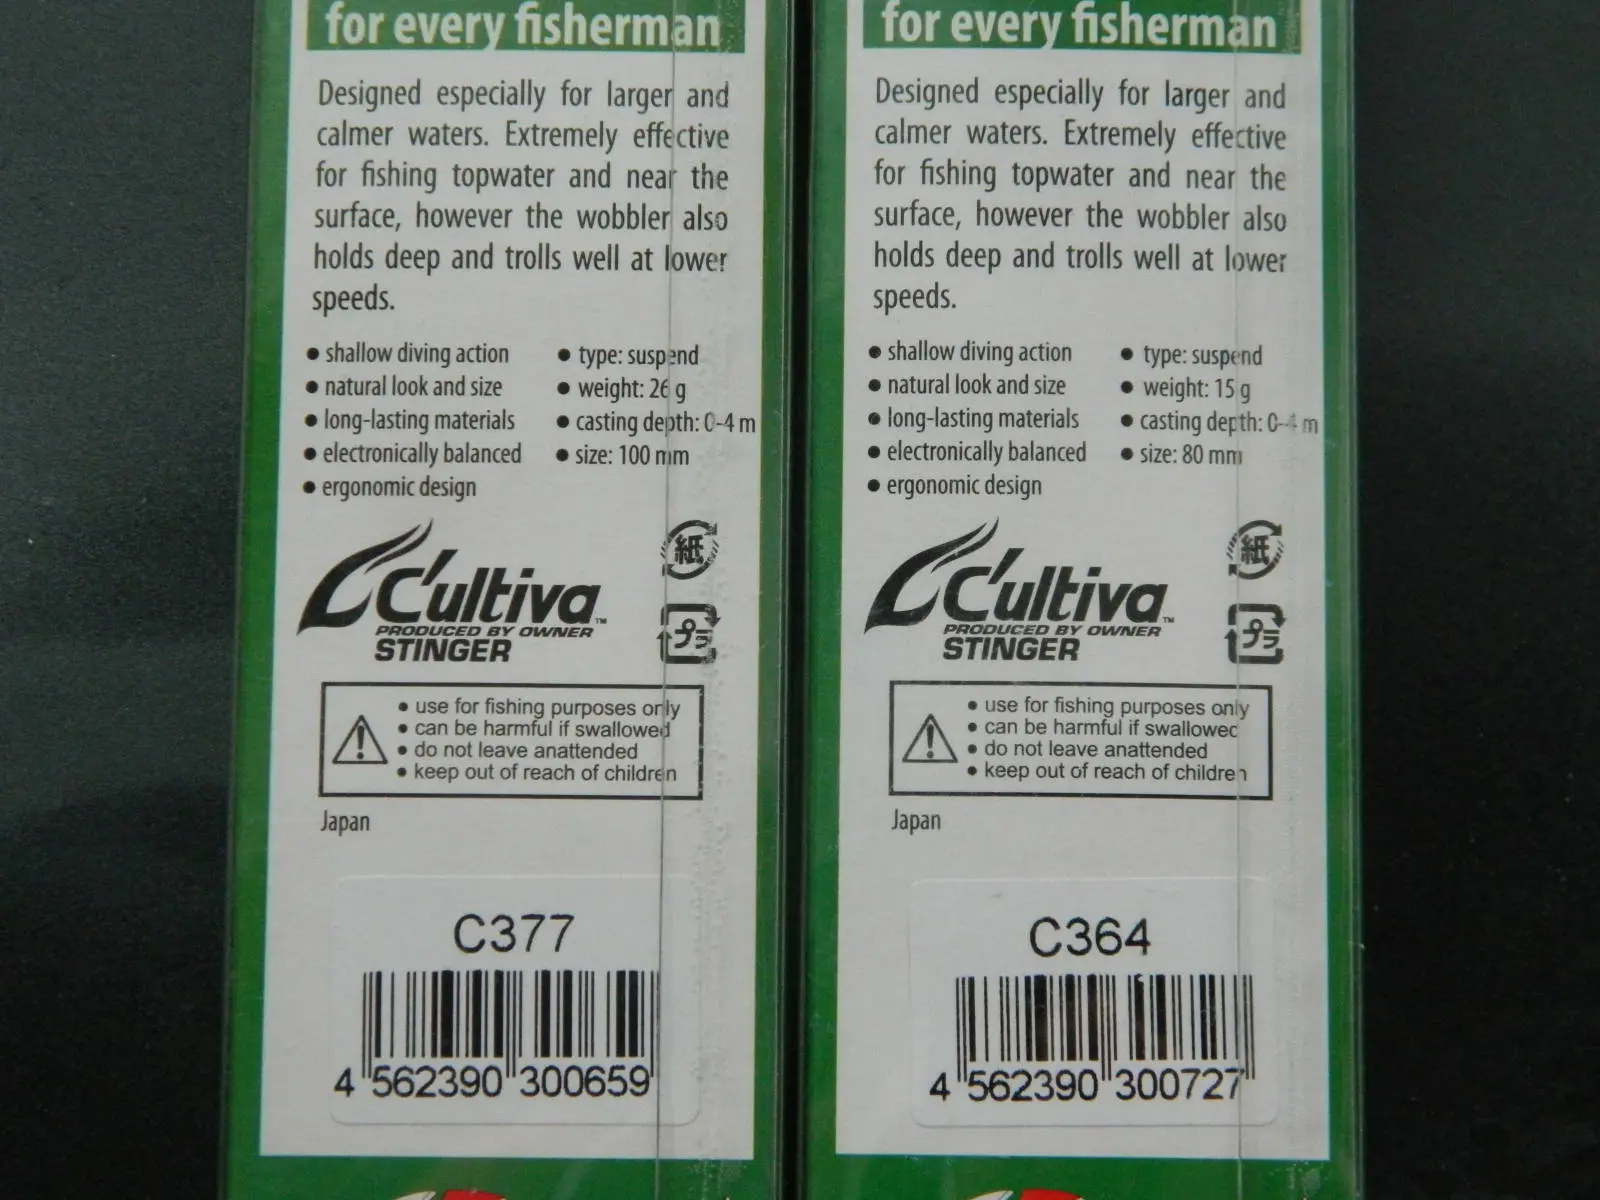 for every fisherman
Designed especially for larger and
calmer waters. Extremely effective
for fishing topwater and near the
surface, however the wobbler also
holds deep and trolls well at lower
speeds.
• shallow diving action
• natural look and size
• long-lasting materials
• electronically balanced
• ergonomic design
• type: suspend
• weight: 26 g
• casting depth: 0-4 m
• size: 100 mm
C'ultiva™
PRODUCED BY OWNER
STINGER
紙
プラ
• use for fishing purposes only
• can be harmful if swallowed
• do not leave anattended
• keep out of reach of children
Japan
C377
4 562390 300659
for every fisherman
Designed especially for larger and
calmer waters. Extremely effective
for fishing topwater and near the
surface, however the wobbler also
holds deep and trolls well at lower
speeds.
• shallow diving action
• natural look and size
• long-lasting materials
• electronically balanced
• ergonomic design
• type: suspend
• weight: 15 g
• casting depth: 0-4 m
• size: 80 mm
C'ultiva™
PRODUCED BY OWNER
STINGER
紙
プラ
• use for fishing purposes only
• can be harmful if swallowed
• do not leave anattended
• keep out of reach of children
Japan
C364
4 562390 300727